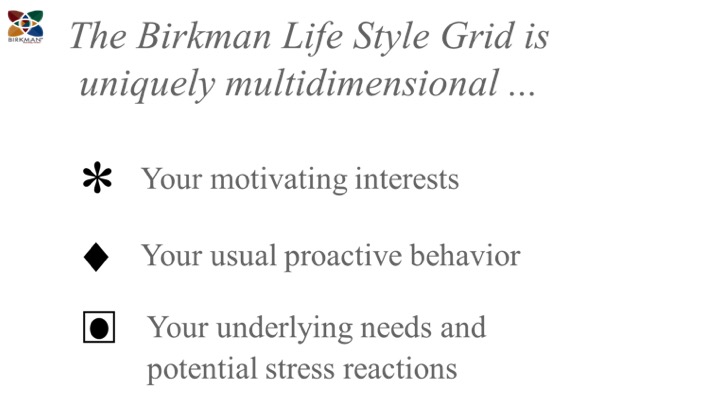 BIRKMAN
The Birkman Life Style Grid is
uniquely multidimensional ...
Your motivating interests
Your usual proactive behavior
Your underlying needs and
potential stress reactions